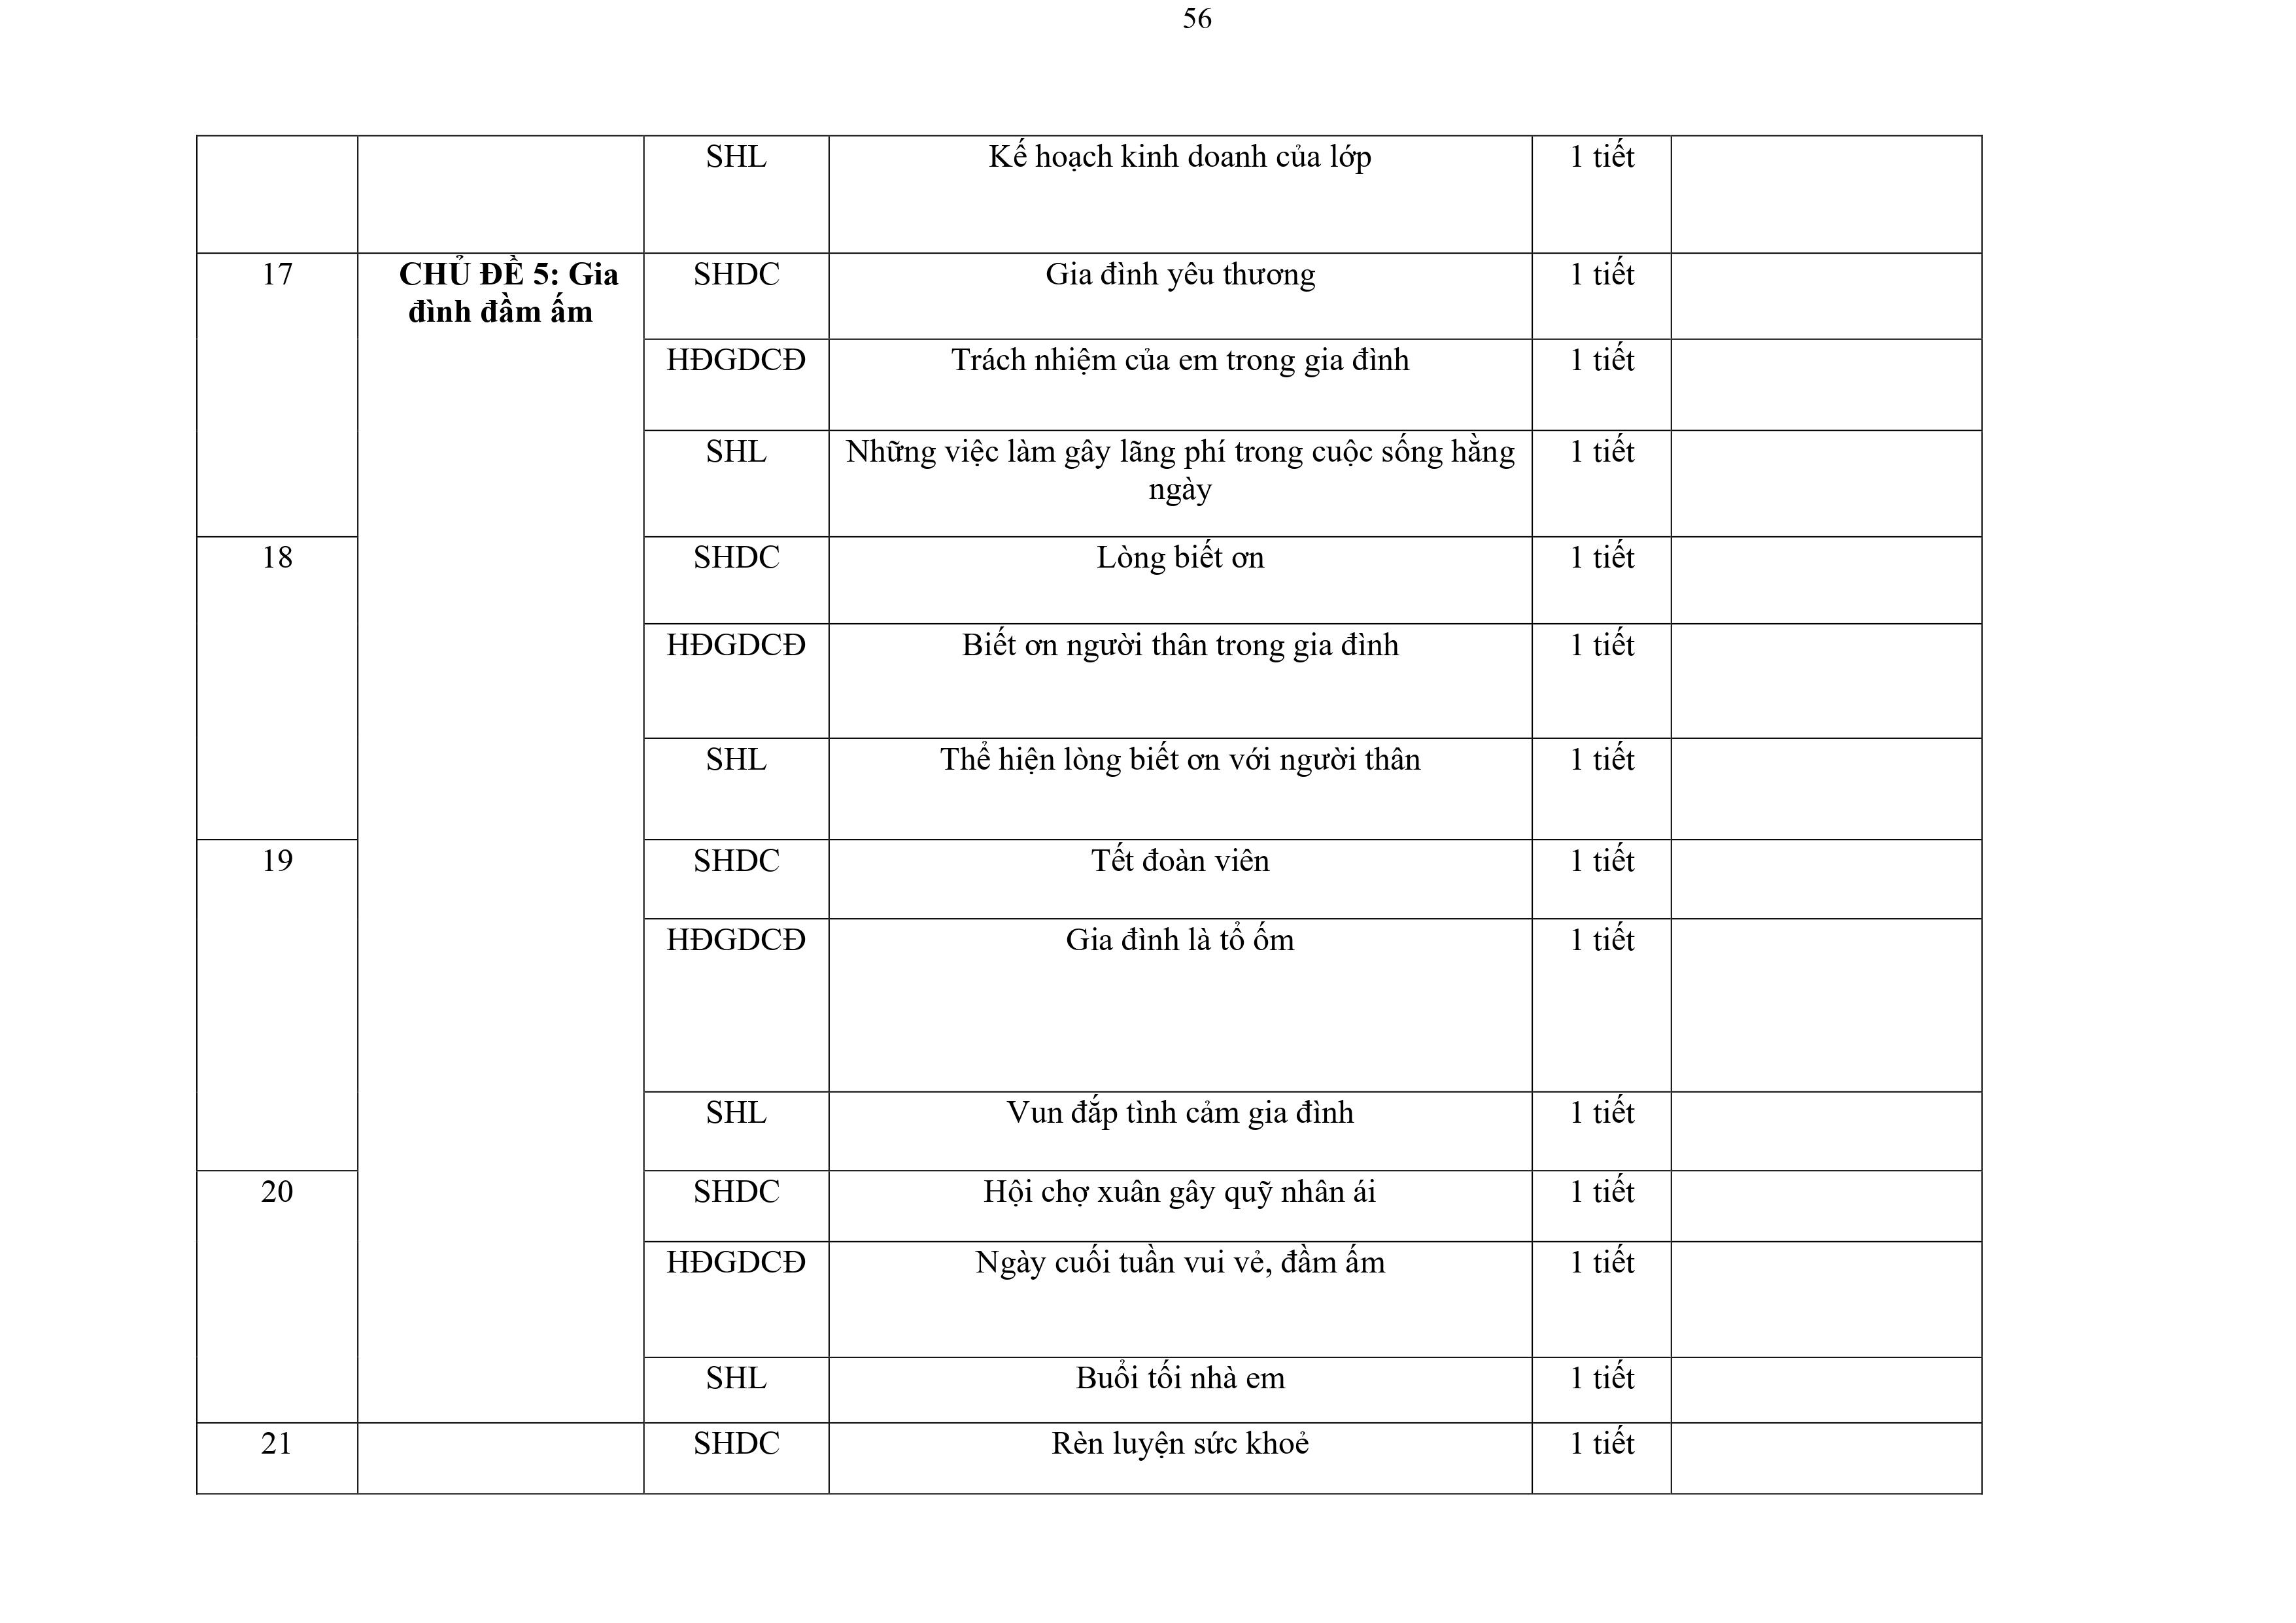 56
SHL Kế hoạch kinh doanh của lớp 1 tiết
17 CHỦ ĐỀ 5: Gia SHDC Gia đình yêu thương 1 tiết
đình đầm ấm
HĐGDCĐ Trách nhiệm của em trong gia đình 1 tiết
SHL Những việc làm gây lãng phí trong cuộc sống hằng 1 tiết
ngày
18 SHDC Lòng biết ơn 1 tiết
HĐGDCĐ Biết ơn người thân trong gia đình 1 tiết
SHL Thể hiện lòng biết ơn với người thân 1 tiết
19 SHDC Tết đoàn viên 1 tiết
HĐGDCĐ Gia đình là tổ ốm 1 tiết
SHL Vun đắp tình cảm gia đình 1 tiết
20 SHDC Hội chợ xuân gây quỹ nhân ái 1 tiết
HĐGDCĐ Ngày cuối tuần vui vẻ, đầm ấm 1 tiết
SHL Buổi tối nhà em 1 tiết
21 SHDC Rèn luyện sức khoẻ 1 tiết